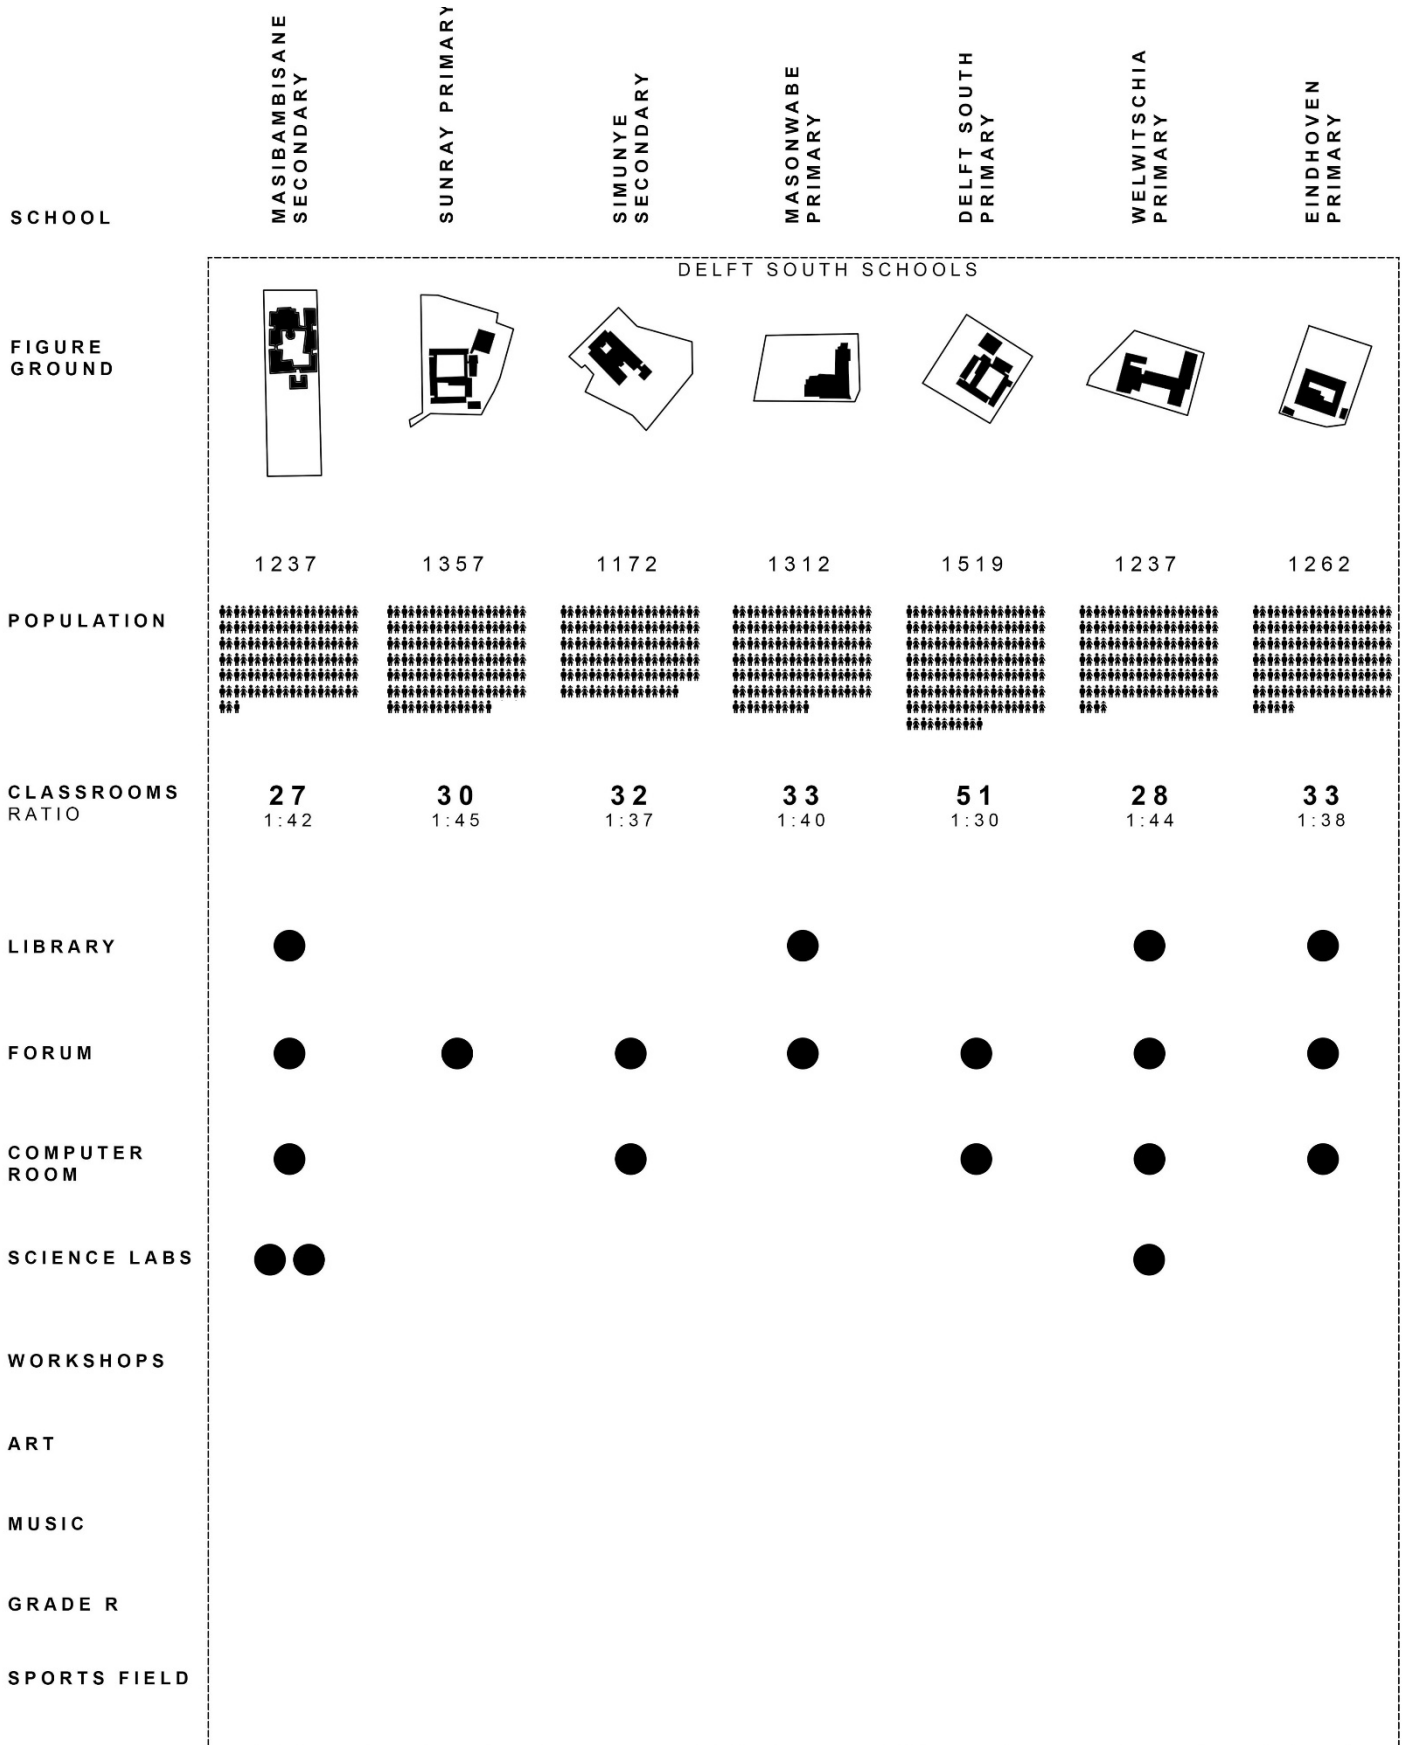 SCHOOL
MASIBAMBISANE
SECONDARY
SUNRAY PRIMARY
SIMUNYE
SECONDARY
MASONWABE
PRIMARY
DELFT SOUTH
PRIMARY
WELWITSCHIA
PRIMARY
EINDHOVEN
PRIMARY
DELFT SOUTH SCHOOLS
FIGURE
GROUND
1237 1357 1172 1312 1519 1237 1262
POPULATION
CLASSROOMS 27 30 32 33 51 28 33
RATIO 1:42 1:45 1:37 1:40 1:30 1:44 1:38
LIBRARY
FORUM
COMPUTER
ROOM
SCIENCE LABS
WORKSHOPS
ART
MUSIC
GRADE R
SPORTS FIELD